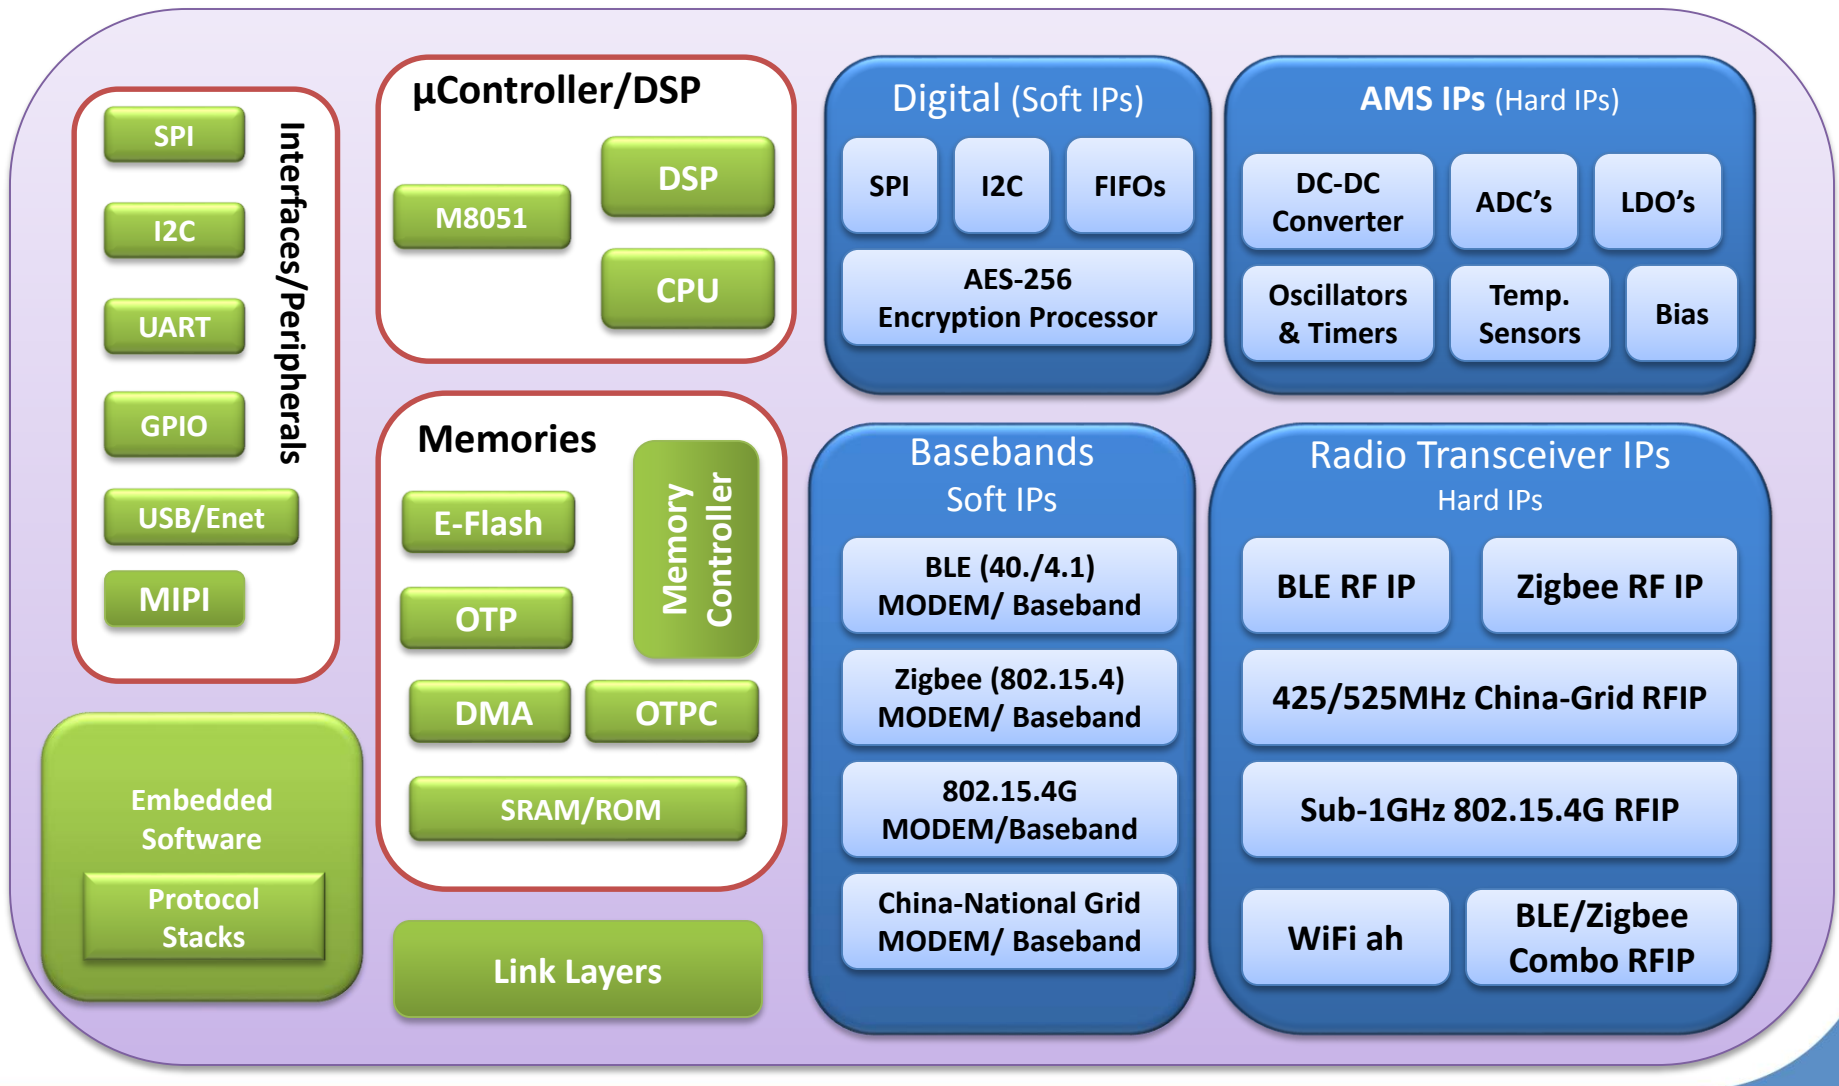 Interfaces/Peripherals
SPI
I2C
UART
GPIO
USB/Enet
MIPI
Embedded
Software
Protocol
Stacks
µController/DSP
M8051
DSP
CPU
Memories
Memory
Controller
E-Flash
OTP
DMA
OTPC
SRAM/ROM
Link Layers
Digital (Soft IPs)
SPI
I2C
FIFOs
AES-256
Encryption Processor
AMS IPs (Hard IPs)
DC-DC
Converter
ADC’s
LDO’s
Oscillators
& Timers
Temp.
Sensors
Bias
Basebands
Soft IPs
BLE (40./4.1)
MODEM/ Baseband
Zigbee (802.15.4)
MODEM/ Baseband
802.15.4G
MODEM/Baseband
China-National Grid
MODEM/ Baseband
Radio Transceiver IPs
Hard IPs
BLE RF IP
Zigbee RF IP
425/525MHz China-Grid RFIP
Sub-1GHz 802.15.4G RFIP
WiFi ah
BLE/Zigbee
Combo RFIP